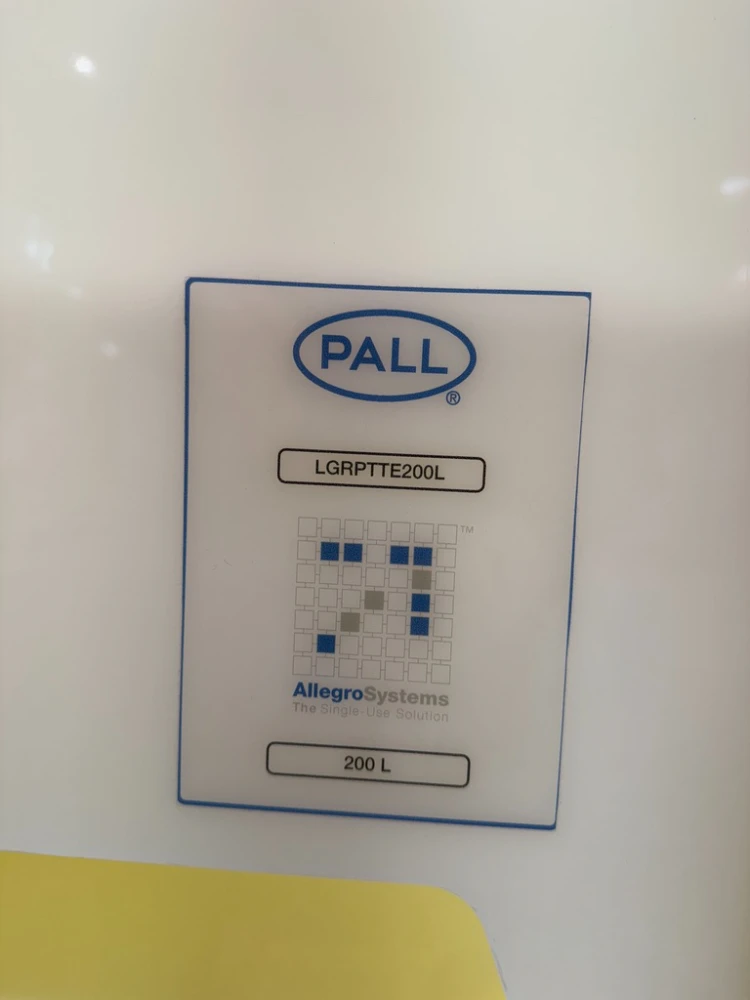 PALL
®
LGRPTTE200L
™
AllegroSystems
The Single-Use Solution
200 L